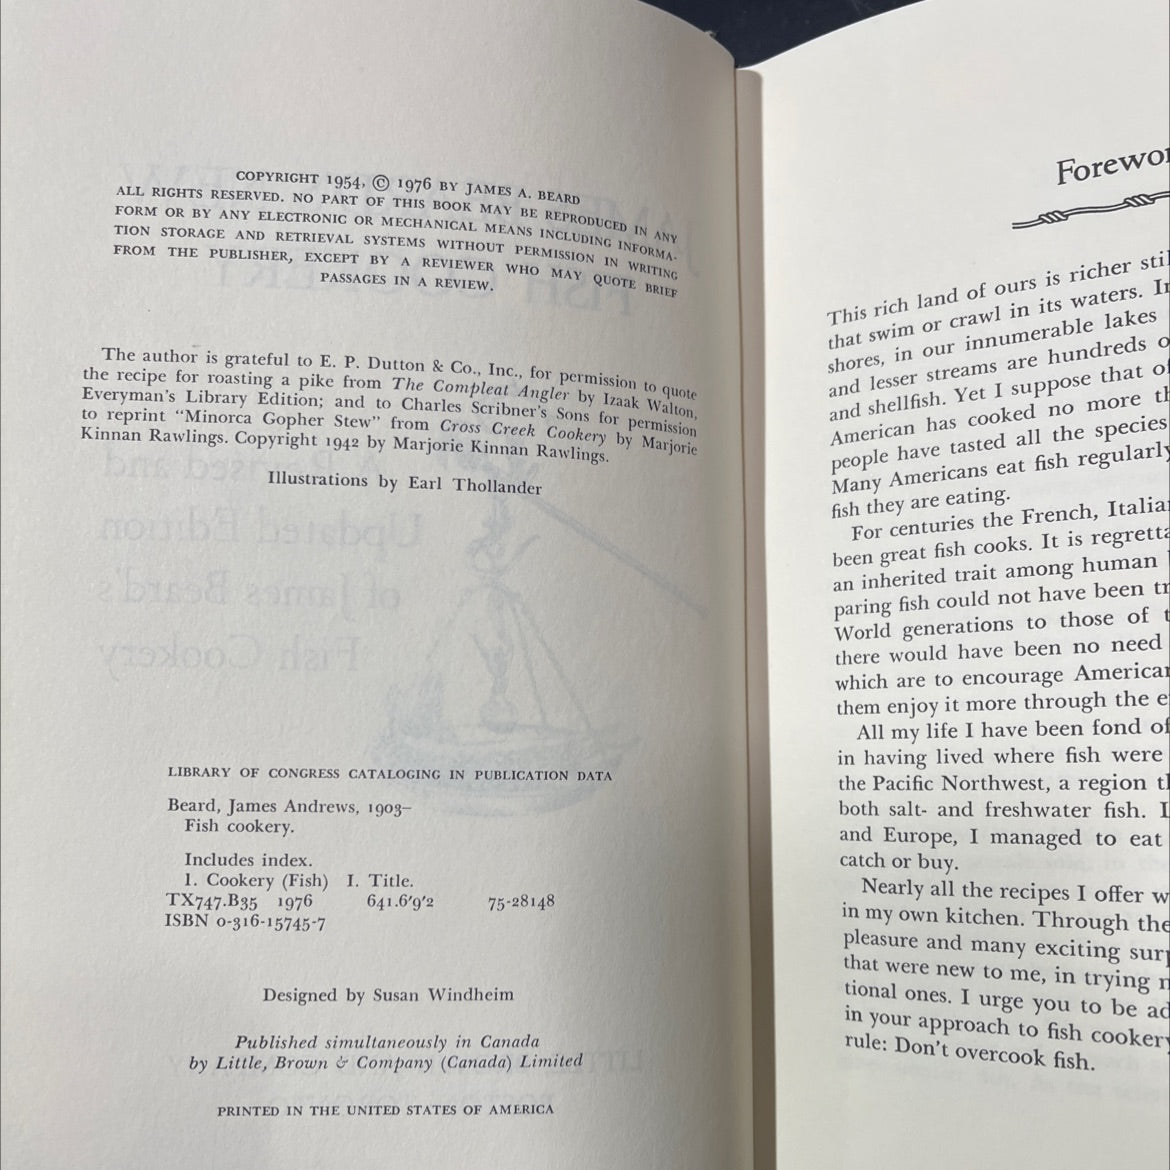 COPYRIGHT 1954, © 1976 BY JAMES A. BEARD
ALL RIGHTS RESERVED. NO PART OF THIS BOOK MAY BE REPRODUCED IN ANY
FORM OR BY ANY ELECTRONIC OR MECHANICAL MEANS INCLUDING INFORMA-
TION STORAGE AND RETRIEVAL SYSTEMS WITHOUT PERMISSION IN WRITING
FROM THE PUBLISHER, EXCEPT BY A REVIEWER WHO MAY QUOTE BRIEF
PASSAGES IN A REVIEW.
The author is grateful to E. P. Dutton & Co., Inc., for permission to quote
the recipe for roasting a pike from The Compleat Angler by Izaak Walton,
Everyman's Library Edition; and to Charles Scribner's Sons for permission
to reprint "Minorca Gopher Stew" from Cross Creek Cookery by Marjorie
Kinnan Rawlings. Copyright 1942 by Marjorie Kinnan Rawlings.
Illustrations by Earl Thollander
LIBRARY OF CONGRESS CATALOGING IN PUBLICATION DATA
Beard, James Andrews, 1903–
Fish cookery.
Includes index.
1. Cookery (Fish) I. Title.
TX747.B35 1976 641.6'9'2 75-28148
ISBN 0-316-15745-7
Designed by Susan Windheim
Published simultaneously in Canada
by Little, Brown & Company (Canada) Limited
PRINTED IN THE UNITED STATES OF AMERICA
Forewor
This rich land of ours is richer stil
that swim or crawl in its waters. In
shores, in our innumerable lakes
and lesser streams are hundreds o
and shellfish. Yet I suppose that of
American has cooked no more th
people have tasted all the species
Many Americans eat fish regularly
fish they are eating.
For centuries the French, Italia
been great fish cooks. It is regretta
an inherited trait among human
paring fish could not have been tr
World generations to those of t
there would have been no need
which are to encourage American
them enjoy it more through the e
All my life I have been fond of
in having lived where fish were
the Pacific Northwest, a region th
both salt- and freshwater fish. I
and Europe, I managed to eat
catch or buy.
Nearly all the recipes I offer w
in my own kitchen. Through the
pleasure and many exciting surp
that were new to me, in trying n
tional ones. I urge you to be ad
in your approach to fish cookery
rule: Don't overcook fish.